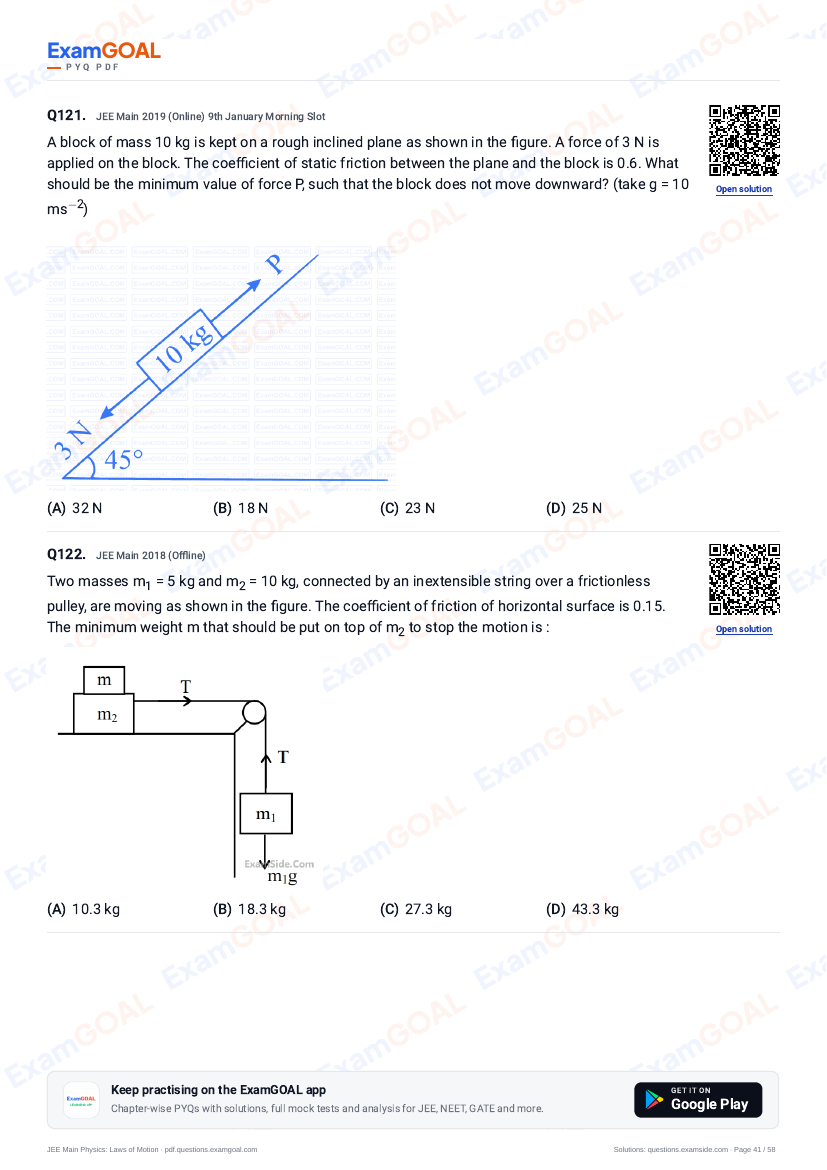 ExamGOAL
PYQ PDF
Q121. JEE Main 2019 (Online) 9th January Morning Slot
A block of mass 10 kg is kept on a rough inclined plane as shown in the figure. A force of 3 N is
applied on the block. The coefficient of static friction between the plane and the block is 0.6. What
should be the minimum value of force P, such that the block does not move downward? (take g = 10
ms−2)
Open solution
P
10 kg
3 N
45°
(A) 32 N (B) 18 N (C) 23 N (D) 25 N
Q122. JEE Main 2018 (Offline)
Two masses m1 = 5 kg and m2 = 10 kg, connected by an inextensible string over a frictionless
pulley, are moving as shown in the figure. The coefficient of friction of horizontal surface is 0.15.
The minimum weight m that should be put on top of m2 to stop the motion is :
Open solution
m
T
m2
T
m1
ExamSide.Com
m1g
(A) 10.3 kg (B) 18.3 kg (C) 27.3 kg (D) 43.3 kg
Keep practising on the ExamGOAL app
Chapter-wise PYQs with solutions, full mock tests and analysis for JEE, NEET, GATE and more.
GET IT ON
Google Play
JEE Main Physics: Laws of Motion · pdf.questions.examgoal.com
Solutions: questions.examside.com · Page 41 / 58